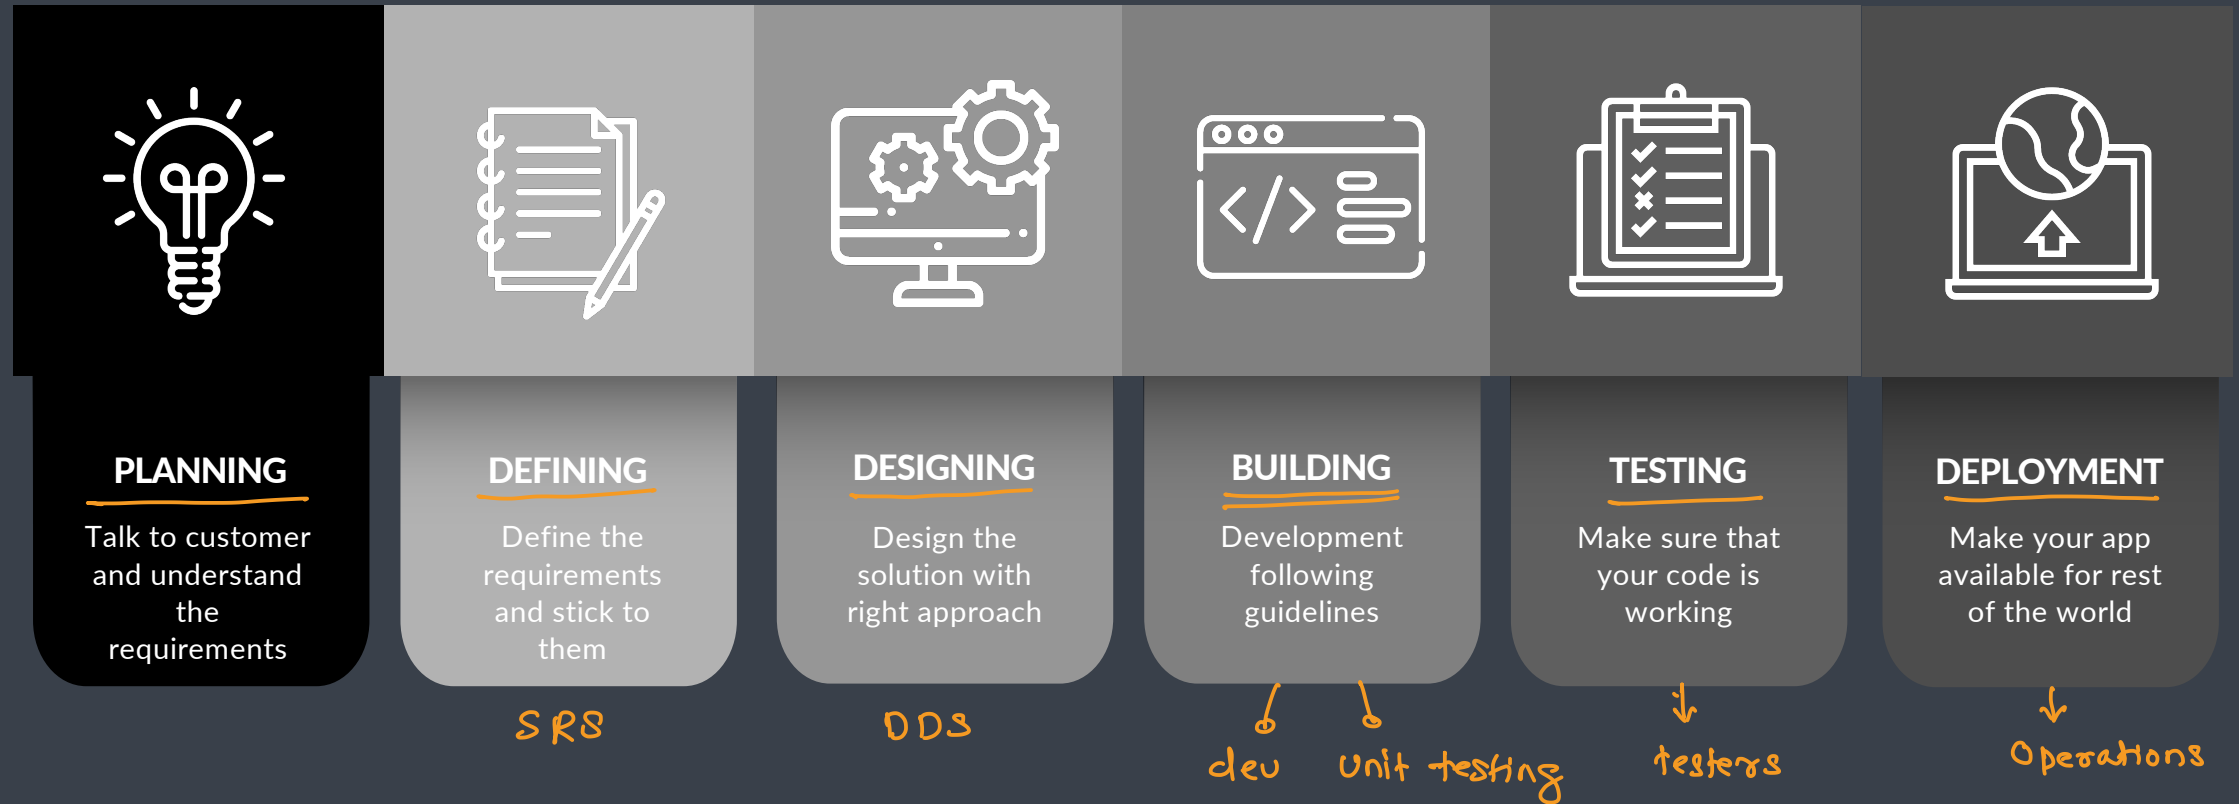 PLANNING
Talk to customer
and understand
the
requirements
DEFINING
Define the
requirements
and stick to
them
SRS
DESIGNING
Design the
solution with
right approach
DDS
BUILDING
Development
following
guidelines
dev
unit testing
TESTING
Make sure that
your code is
working
testers
DEPLOYMENT
Make your app
available for rest
of the world
Operations